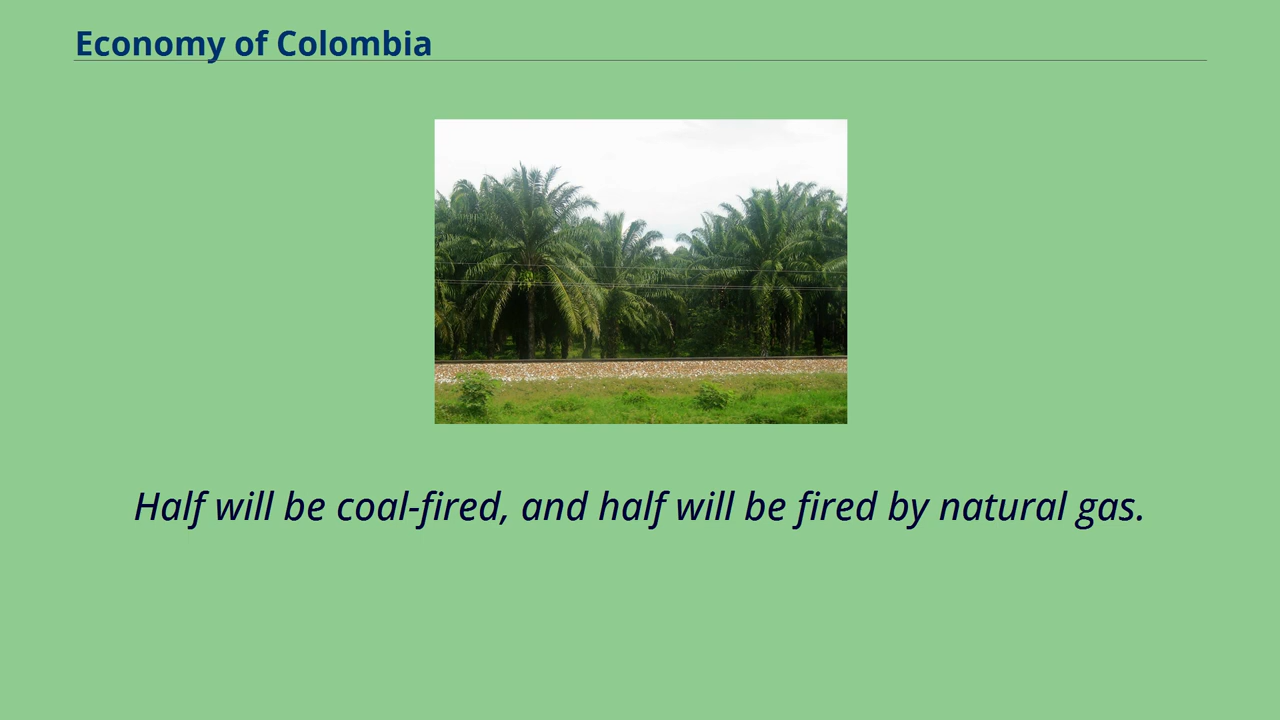 Economy of Colombia
Half will be coal-fired, and half will be fired by natural gas.